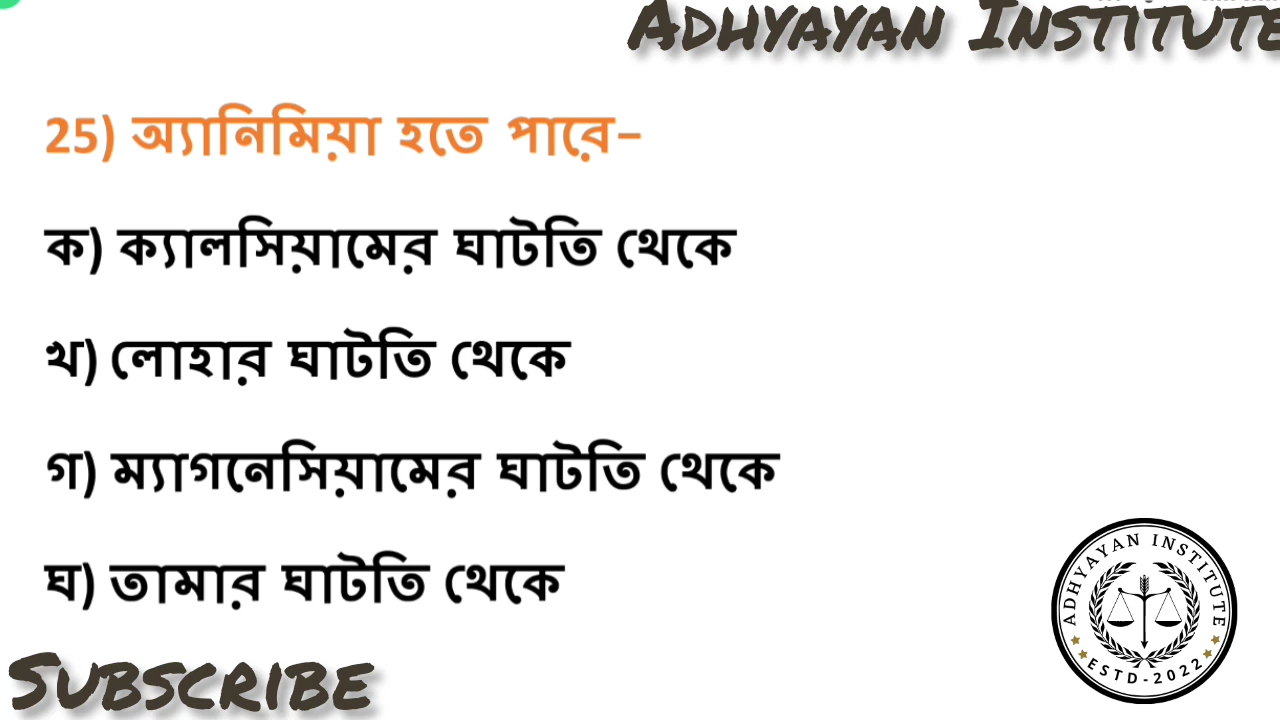 ADHYAYAN INSTITUTE
25) অ্যানিমিয়া হতে পারে–
ক) ক্যালসিয়ামের ঘাটতি থেকে
খ) লোহার ঘাটতি থেকে
গ) ম্যাগনেসিয়ামের ঘাটতি থেকে
ঘ) তামার ঘাটতি থেকে
ADHYAYAN INSTITUTE
ESTD-2022
SUBSCRIBE